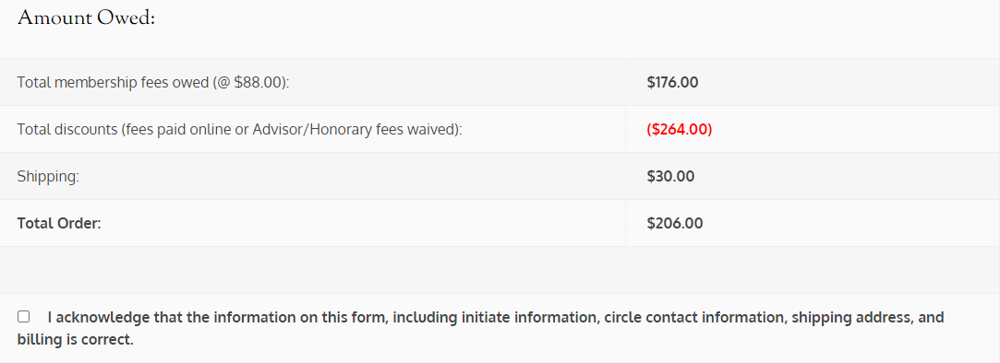 Amount Owed:
Total membership fees owed (@ $88.00): $176.00
Total discounts (fees paid online or Advisor/Honorary fees waived): ($264.00)
Shipping: $30.00
Total Order: $206.00
I acknowledge that the information on this form, including initiate information, circle contact information, shipping address, and
billing is correct.